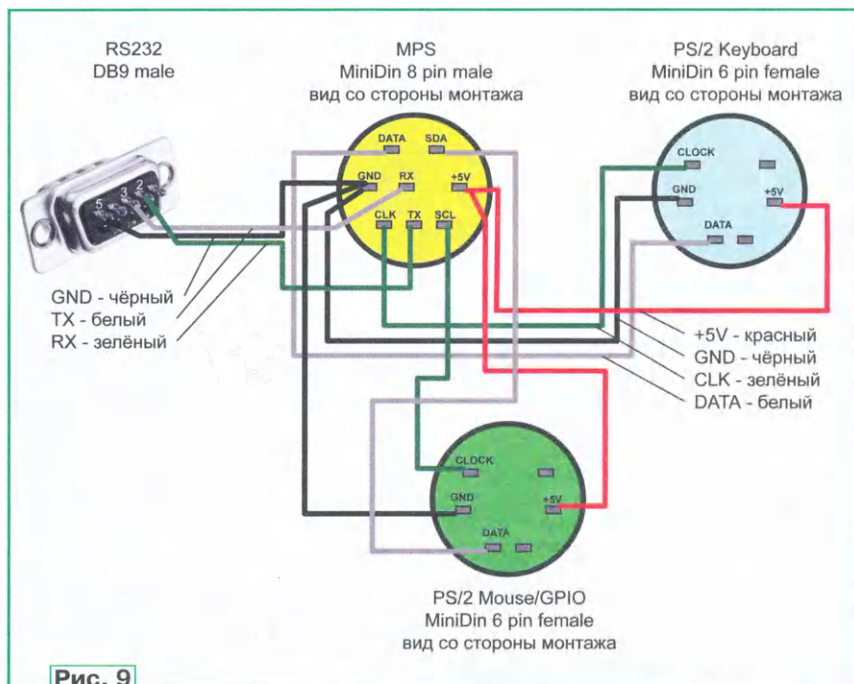 RS232
DB9 male
MPS
MiniDin 8 pin male
вид со стороны монтажа
PS/2 Keyboard
MiniDin 6 pin female
вид со стороны монтажа
5
3
2
DATA
SDA
GND
RX
+5V
CLK
TX
SCL
CLOCK
GND
+5V
DATA
GND - чёрный
TX - белый
RX - зелёный
+5V - красный
GND - чёрный
CLK - зелёный
DATA - белый
CLOCK
GND
+5V
DATA
PS/2 Mouse/GPIO
MiniDin 6 pin female
вид со стороны монтажа
Рис. 9